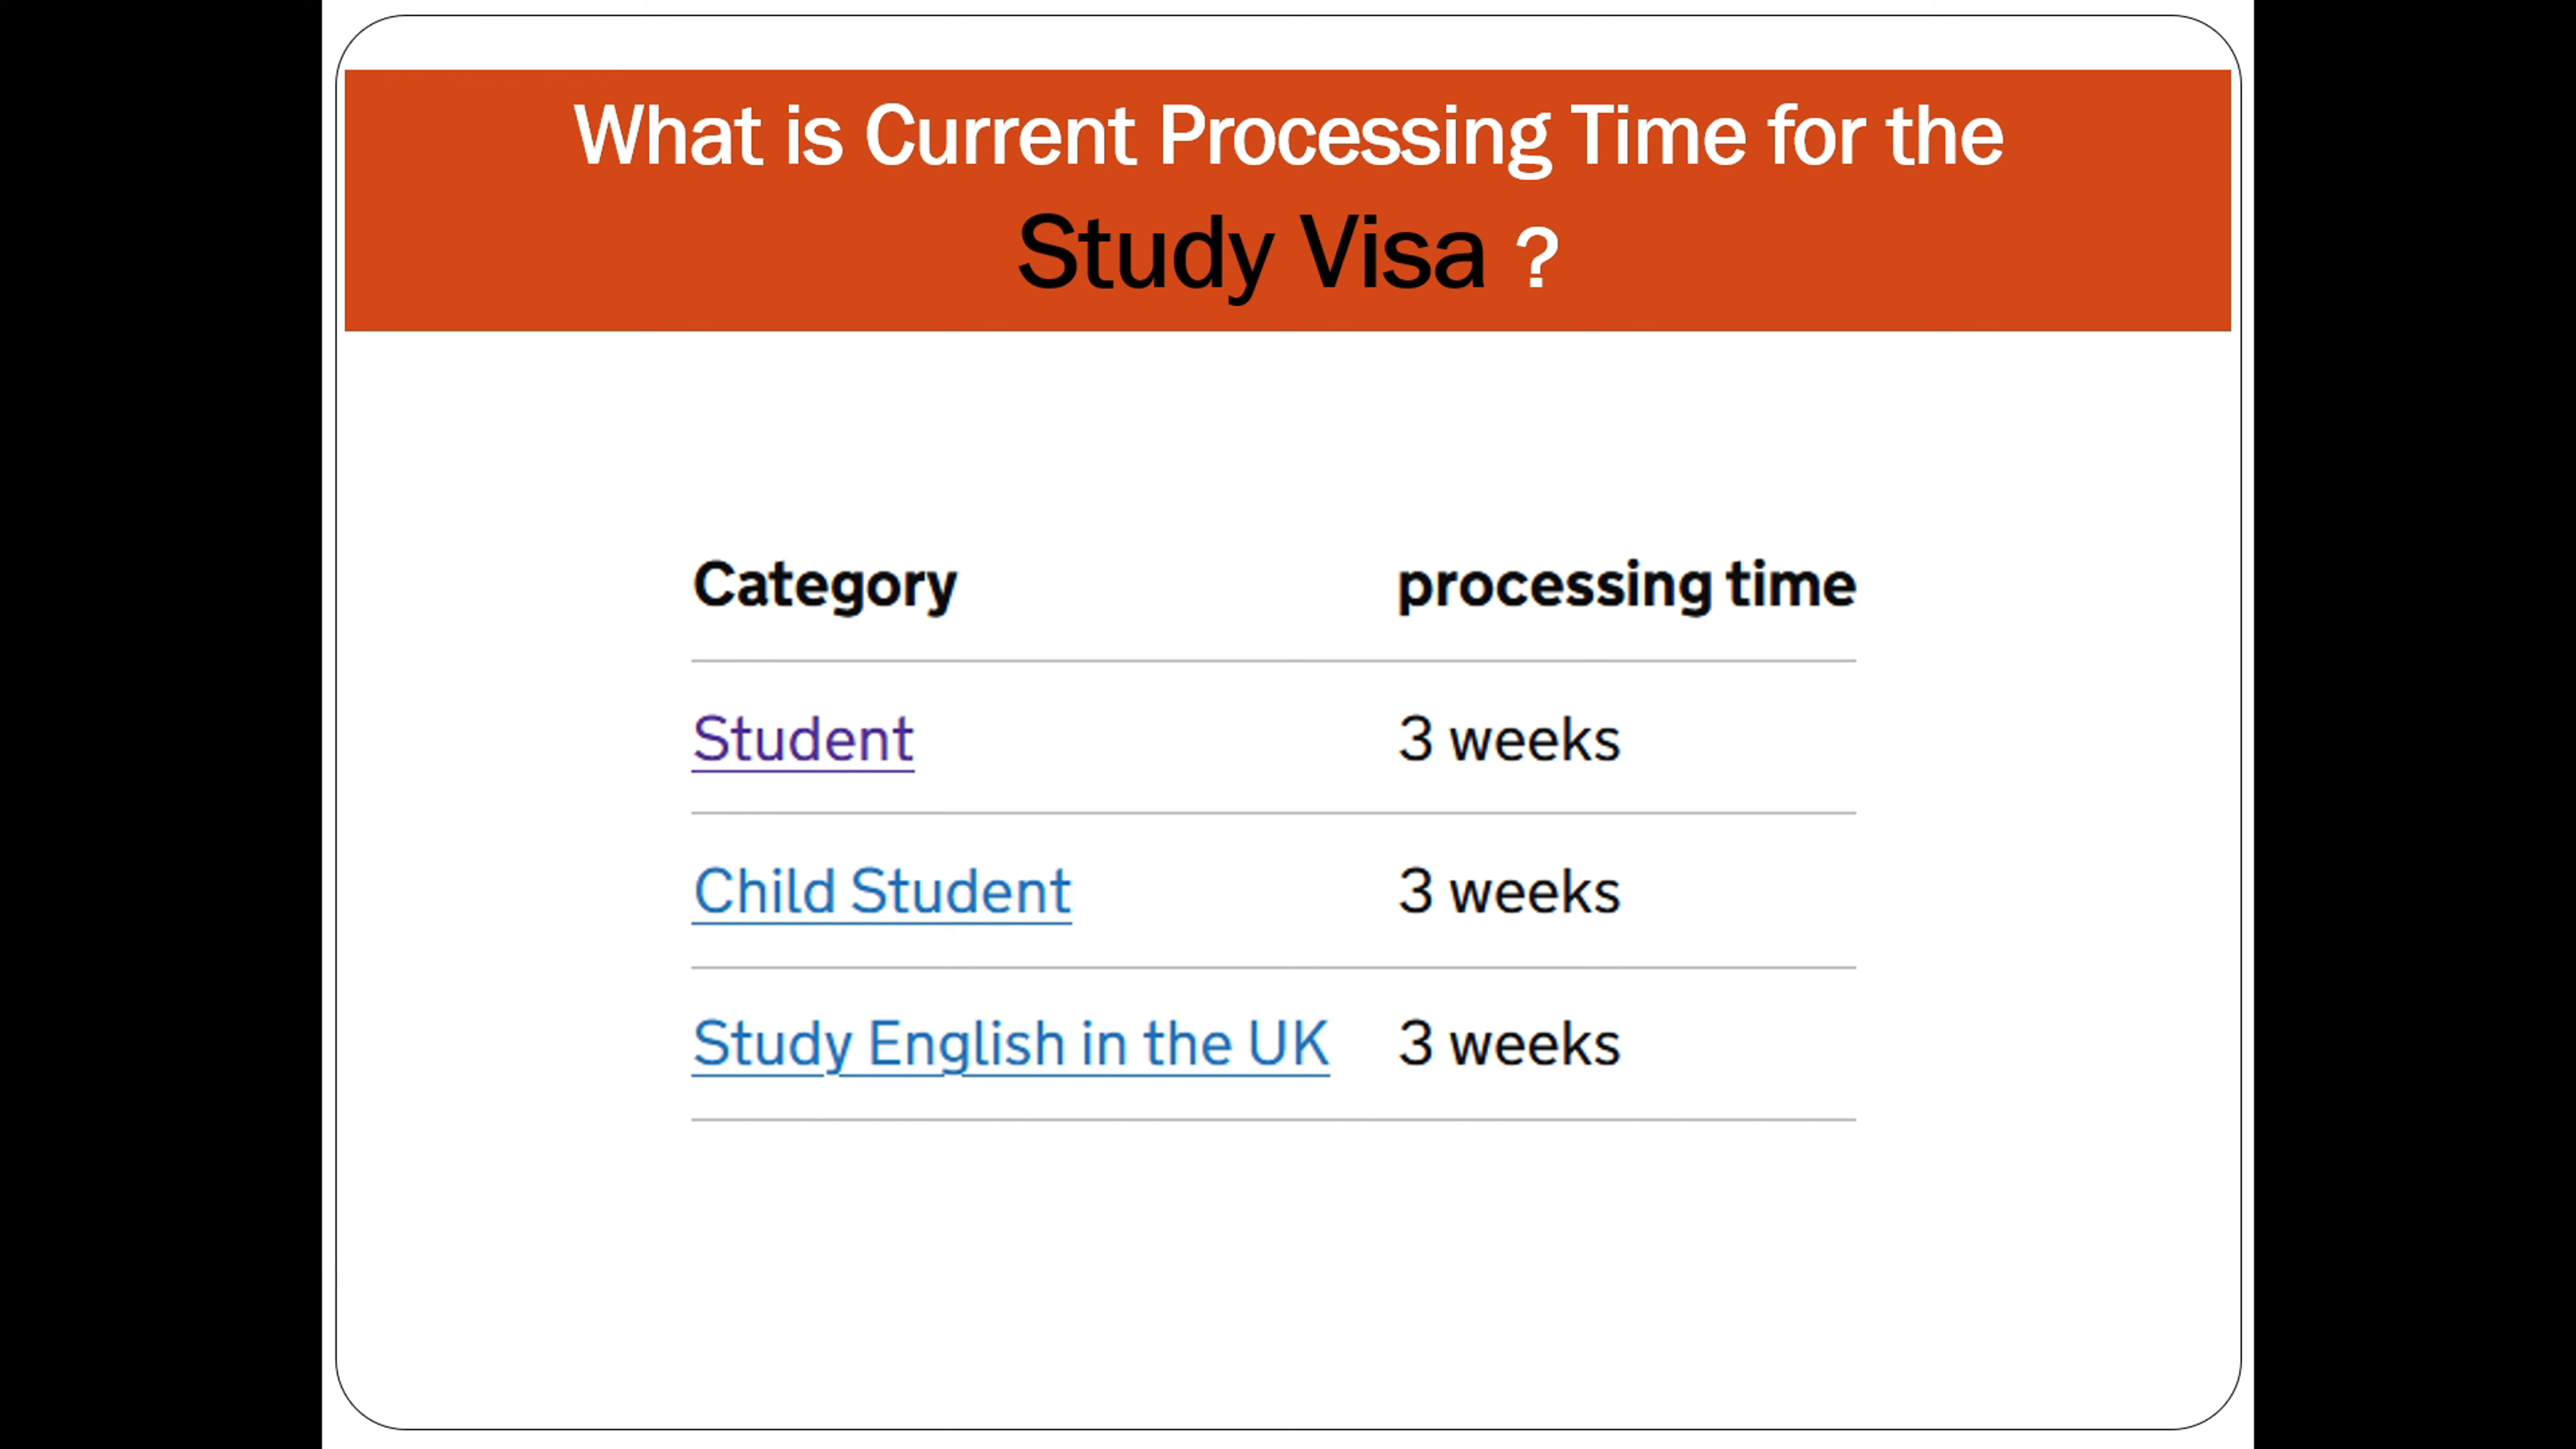 What is Current Processing Time for the
Study Visa ?
Category processing time
Student 3 weeks
Child Student 3 weeks
Study English in the UK 3 weeks